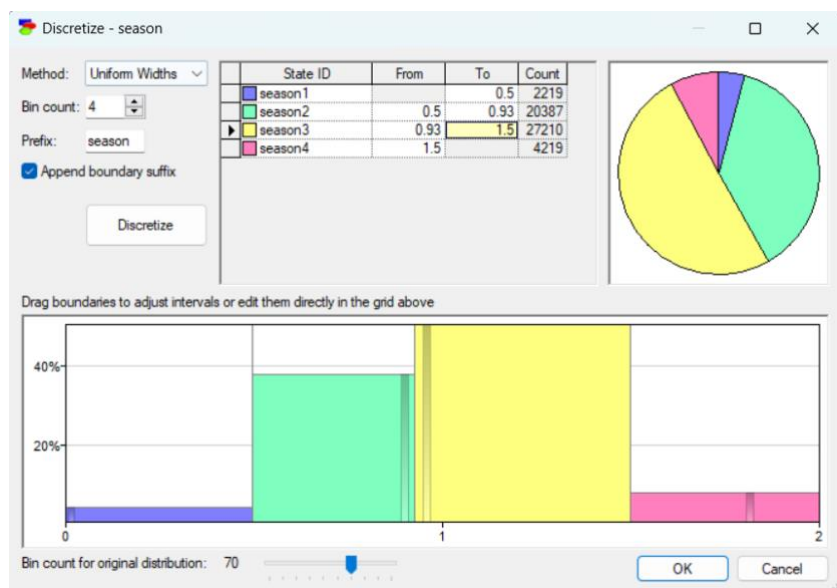 Discretize - season
Method: Uniform Widths
Bin count: 4
Prefix: season
Append boundary suffix
Discretize
State ID From To Count
season1 0.5 2219
season2 0.5 0.93 20387
season3 0.93 1.5 27210
season4 1.5 4219
Drag boundaries to adjust intervals or edit them directly in the grid above
40%
20%
0 1 2
Bin count for original distribution: 70
OK Cancel